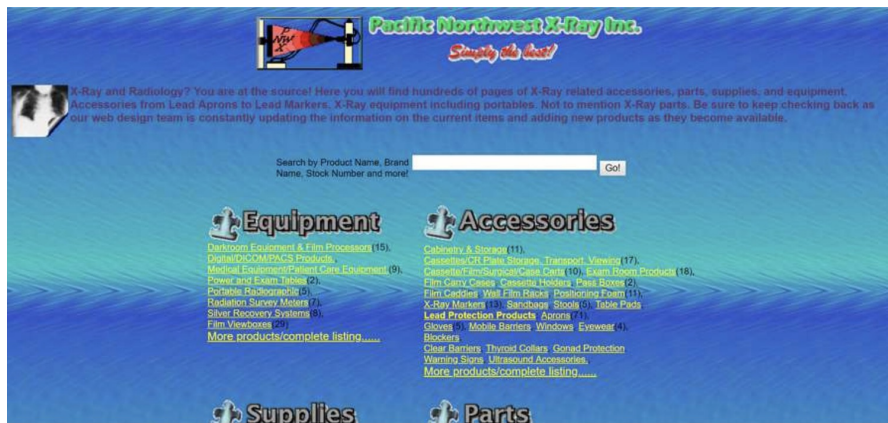 Pacific Northwest X-Ray Inc.
Simply the best!
X-Ray and Radiology? You are at the source! Here you will find hundreds of pages of X-Ray related accessories, parts, supplies, and equipment.
Accessories from Lead Aprons to Lead Markers. X-Ray equipment including portables. Not to mention X-Ray parts. Be sure to keep checking back as
our web design team is constantly updating the information on the current items and adding new products as they become available.
Search by Product Name, Brand
Name, Stock Number and more!
Go!
Equipment
Darkroom Equipment & Film Processors(15),
Digital/DICOM/PACS Products,,
Medical Equipment/Patient Care Equipment,(9),
Power and Exam Tables(2),
Portable Radiographic(5),
Radiation Survey Meters(7),
Silver Recovery Systems(8),
Film Viewboxes(29)
More products/complete listing......
Accessories
Cabinetry & Storage(11),
Cassettes/CR Plate Storage, Transport, Viewing(17),
Cassette/Film/Surgical/Case Carts(10), Exam Room Products(18),
Film Carry Cases, Cassette Holders, Pass Boxes(2),
Film Caddies, Wall Film Racks, Positioning Foam(11),
X-Ray Markers(13), Sandbags, Stools(5), Table Pads,
Lead Protection Products, Aprons(71),
Gloves(5), Mobile Barriers, Windows, Eyewear(4),
Blockers,
Clear Barriers, Thyroid Collars, Gonad Protection,
Warning Signs, Ultrasound Accessories.,
More products/complete listing......
Supplies
Parts